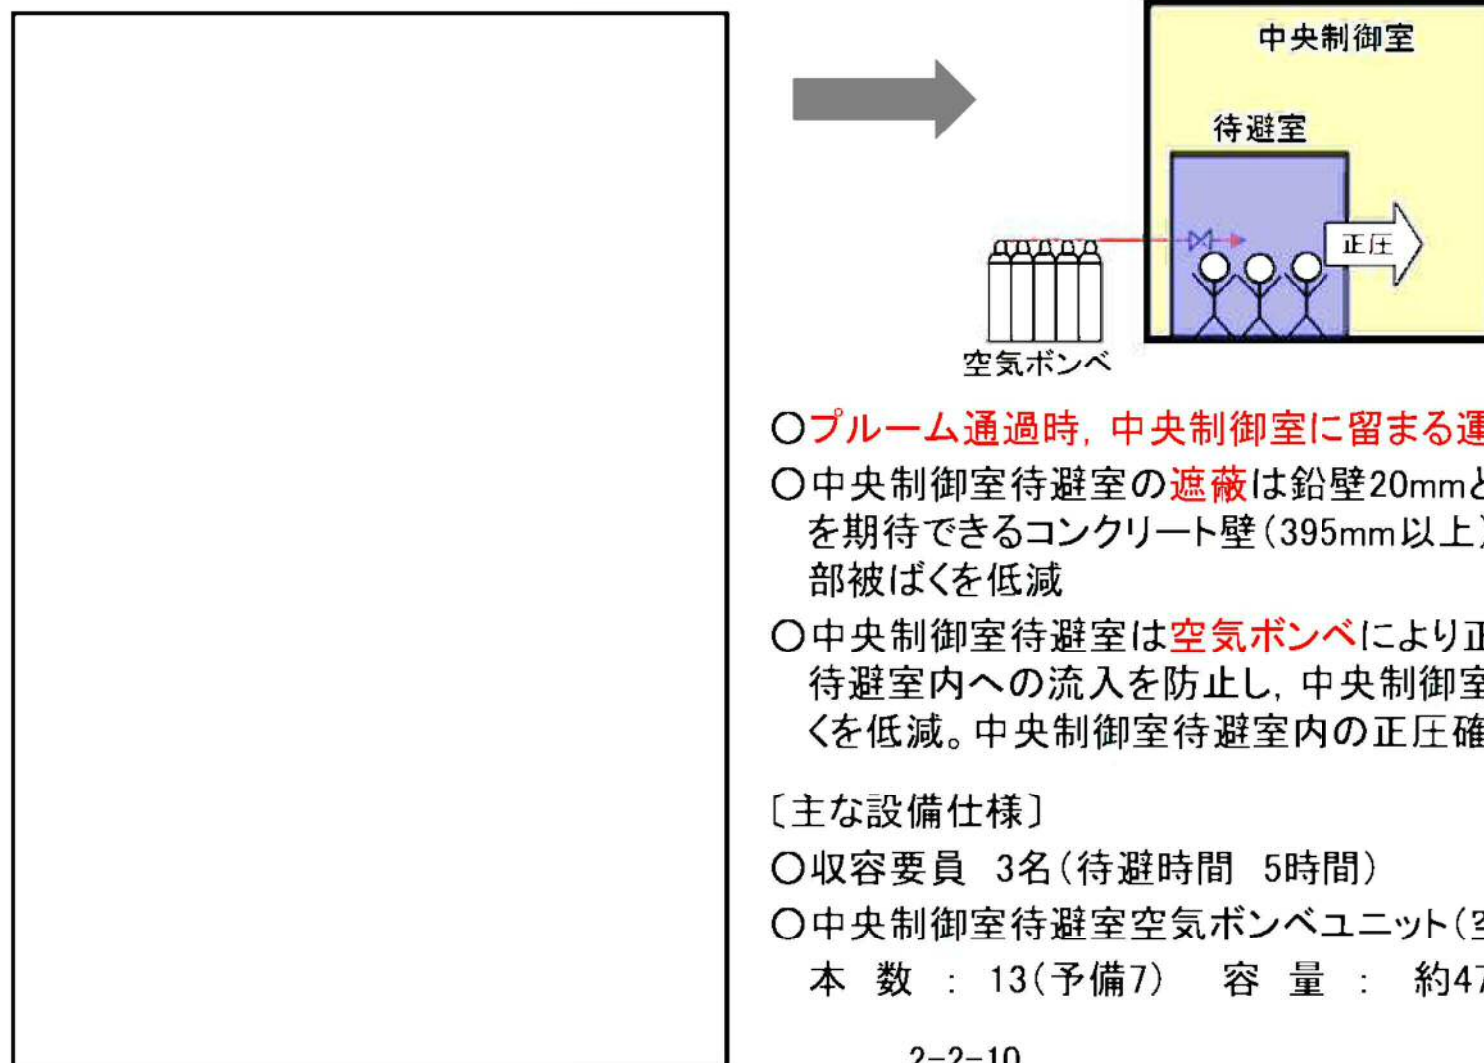 中央制御室
待避室
正圧
空気ボンベ
○プルーム通過時，中央制御室に留まる運
○中央制御室待避室の遮蔽は鉛壁20mmと
を期待できるコンクリート壁（395mm以上）
部被ばくを低減
○中央制御室待避室は空気ボンベにより正
待避室内への流入を防止し，中央制御室
くを低減。中央制御室待避室内の正圧確
〔主な設備仕様〕
○収容要員　3名（待避時間　5時間）
○中央制御室待避室空気ボンベユニット（空
本　数　：　13（予備7）　容　量　：　約47
2-2-10